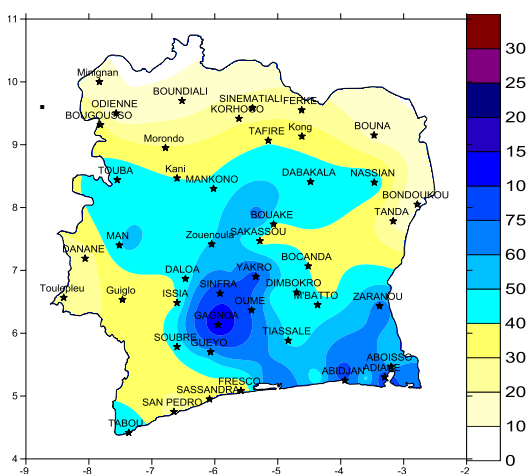 11
10
9
8
7
6
5
4
-9 -8 -7 -6 -5 -4 -3 -2
Minignan
BOUNDIALI
ODIENNE
SINEMATIALI FERKE
KORHOGO
BOUGOUSSO
BOUNA
TAFIRE Kong
Morondo
TOUBA Kani
MANKONO
DABAKALA
NASSIAN
BONDOUKOU
BOUAKE
TANDA
MAN
Zouenoula
SAKASSOU
DANANE
BOCANDA
DALOA
YAKRO
Toulepleu
Guiglo
ISSIA
SINFRA
DIMBOKRO
M'BATTO
ZARANOU
OUME
GAGNOA
SOUBRE
GUEYO
TIASSALE
ABOISSO
ABIDJAN
ADIAKE
FRESCO
SASSANDRA
SAN PEDRO
TABOU
30
20
25
20
15
10
75
60
50
40
30
20
10
0